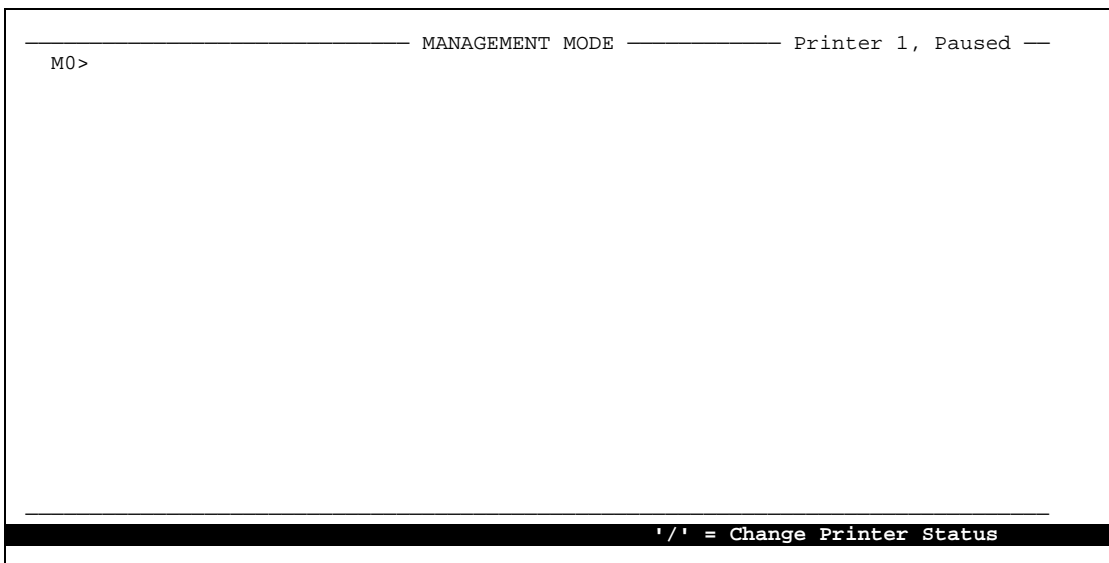 MANAGEMENT MODE Printer 1, Paused
M0>
'/' = Change Printer Status